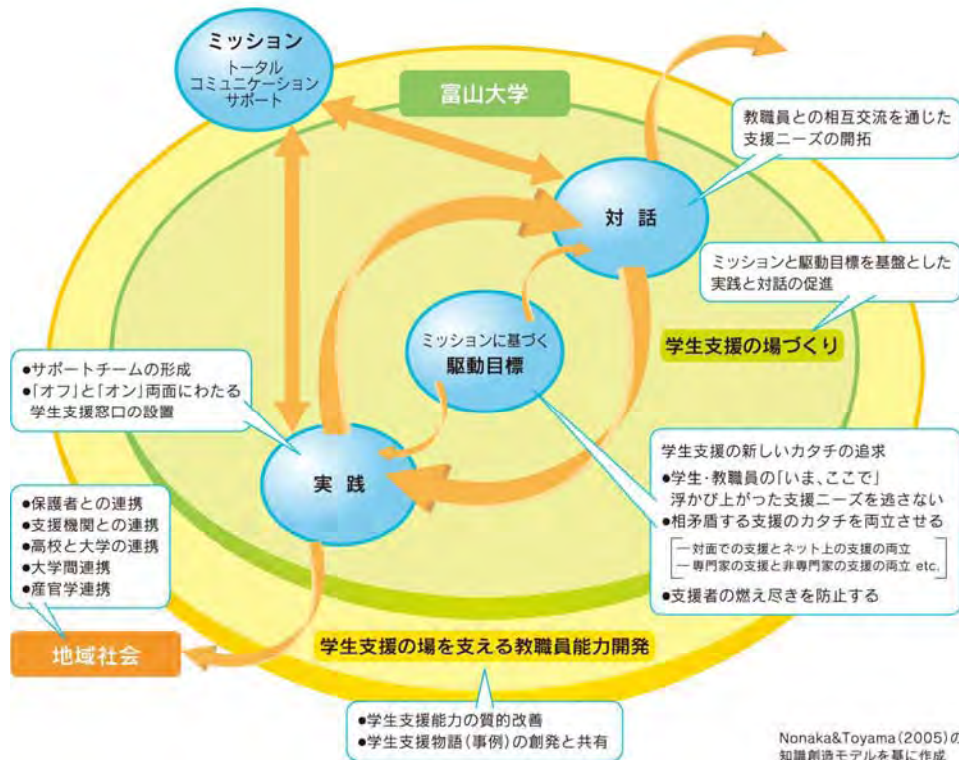 ミッション
トータル
コミュニケーション
サポート
富山大学
教職員との相互交流を通じた
支援ニーズの開拓
対話
ミッションと駆動目標を基盤とした
実践と対話の促進
学生支援の場づくり
ミッションに基づく
駆動目標
●サポートチームの形成
●「オフ」と「オン」両面にわたる
学生支援窓口の設置
実践
学生支援の新しいカタチの追求
●学生・教職員の「いま、ここで」
浮かび上がった支援ニーズを逃さない
●相矛盾する支援のカタチを両立させる
―対面での支援とネット上の支援の両立
―専門家の支援と非専門家の支援の両立 etc.
●支援者の燃え尽きを防止する
●保護者との連携
●支援機関との連携
●高校と大学の連携
●大学間連携
●産官学連携
地域社会
学生支援の場を支える教職員能力開発
●学生支援能力の質的改善
●学生支援物語(事例)の創発と共有
Nonaka&Toyama(2005)の
知識創造モデルを基に作成